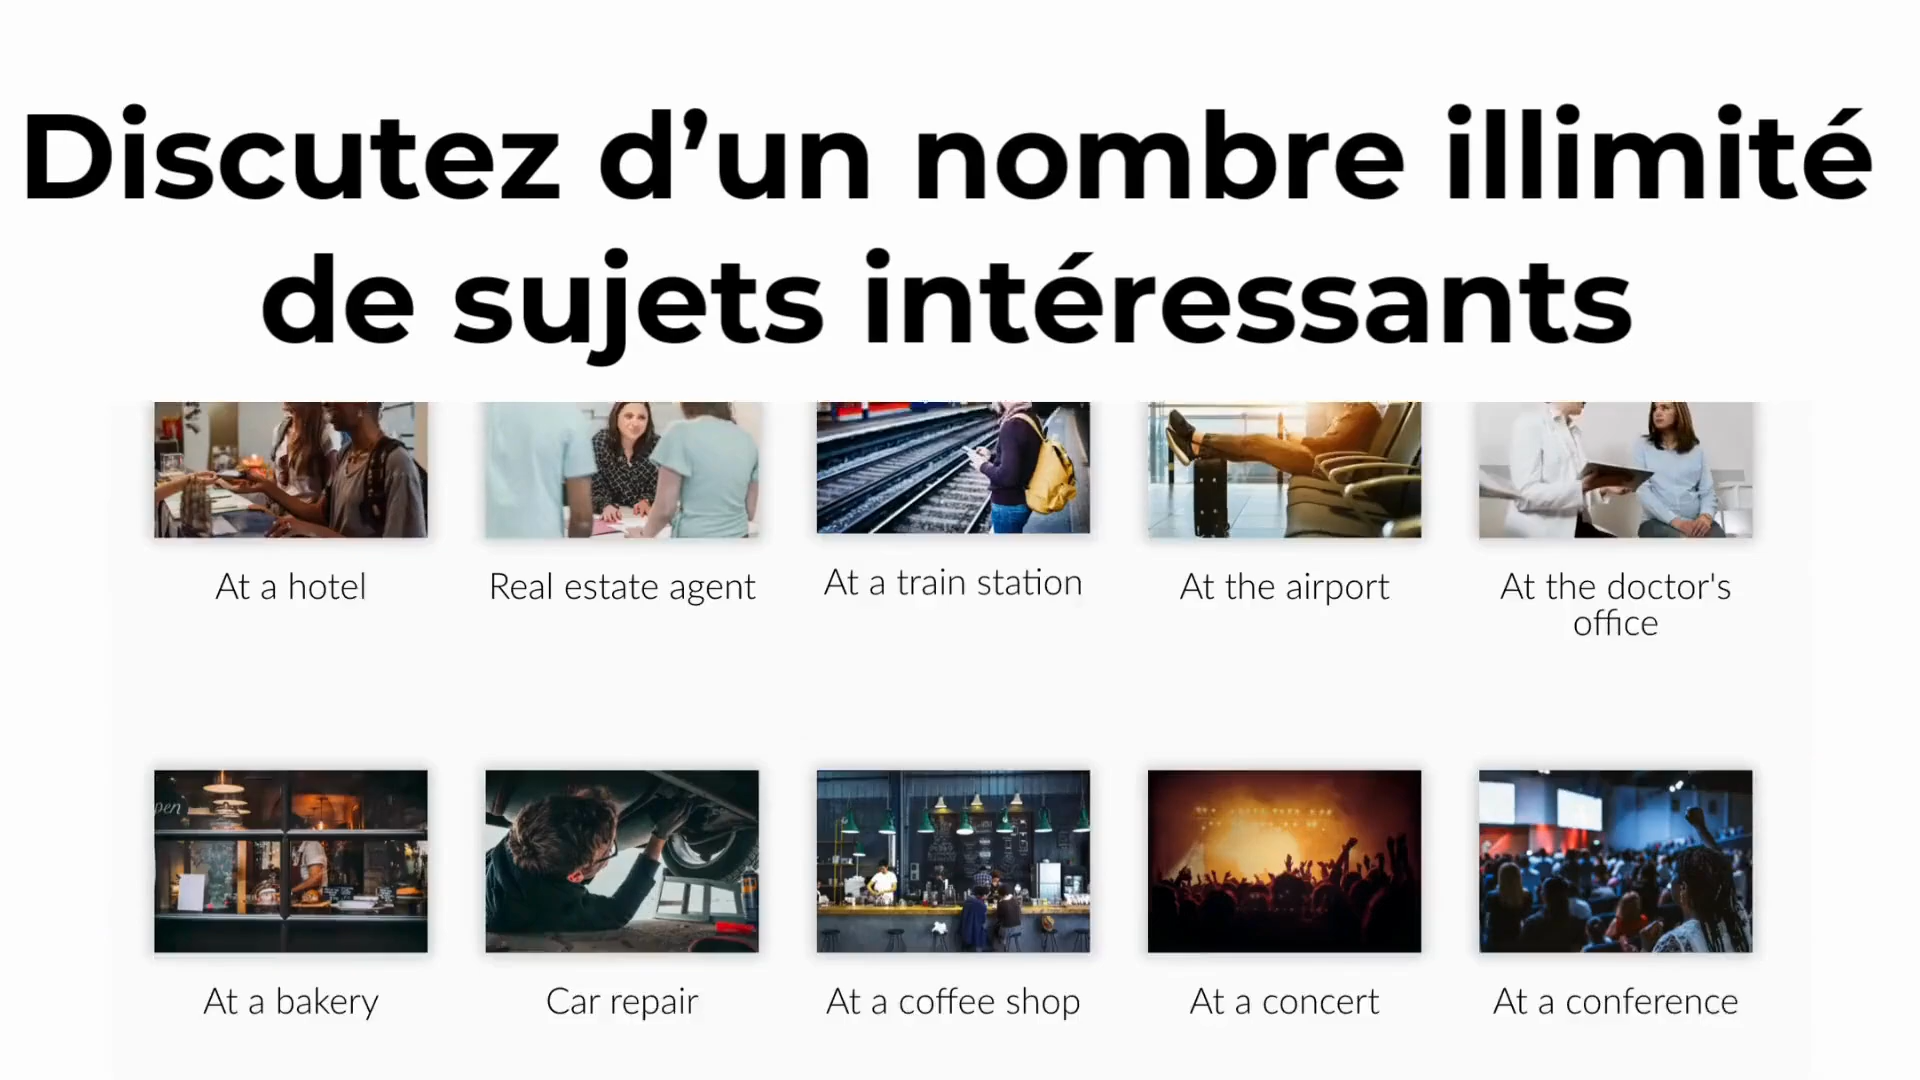 Discutez d’un nombre illimité
de sujets intéressants
At a hotel
Real estate agent
At a train station
At the airport
At the doctor's
office
pen
At a bakery
Car repair
At a coffee shop
At a concert
At a conference